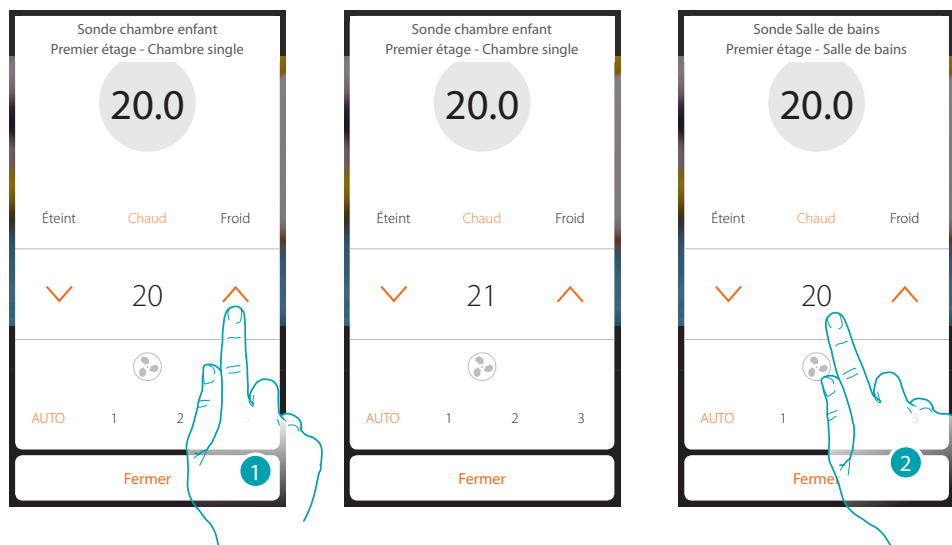 Sonde chambre enfant
Premier étage - Chambre single
20.0
Éteint Chaud Froid
20
AUTO 1 2
Fermer
1
Sonde chambre enfant
Premier étage - Chambre single
20.0
Éteint Chaud Froid
21
AUTO 1 2 3
Fermer
Sonde Salle de bains
Premier étage - Salle de bains
20.0
Éteint Chaud Froid
20
AUTO 1 3
2